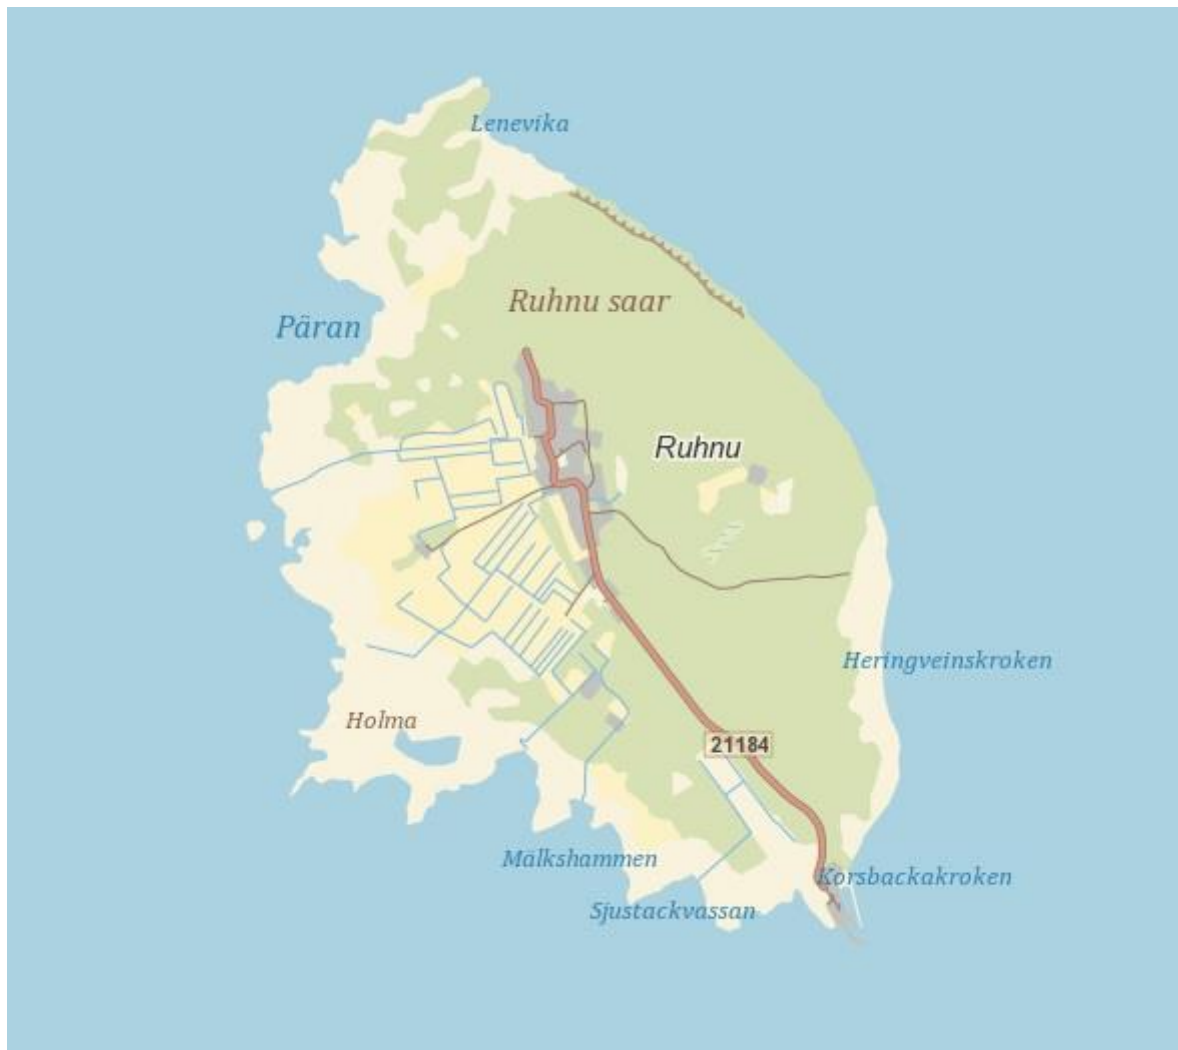 Lenevika
Ruhnu saar
Päran
Ruhnu
Heringveinskroken
Holma
21184
Mälkshammen
Korsbackakroken
Sjustackvassan